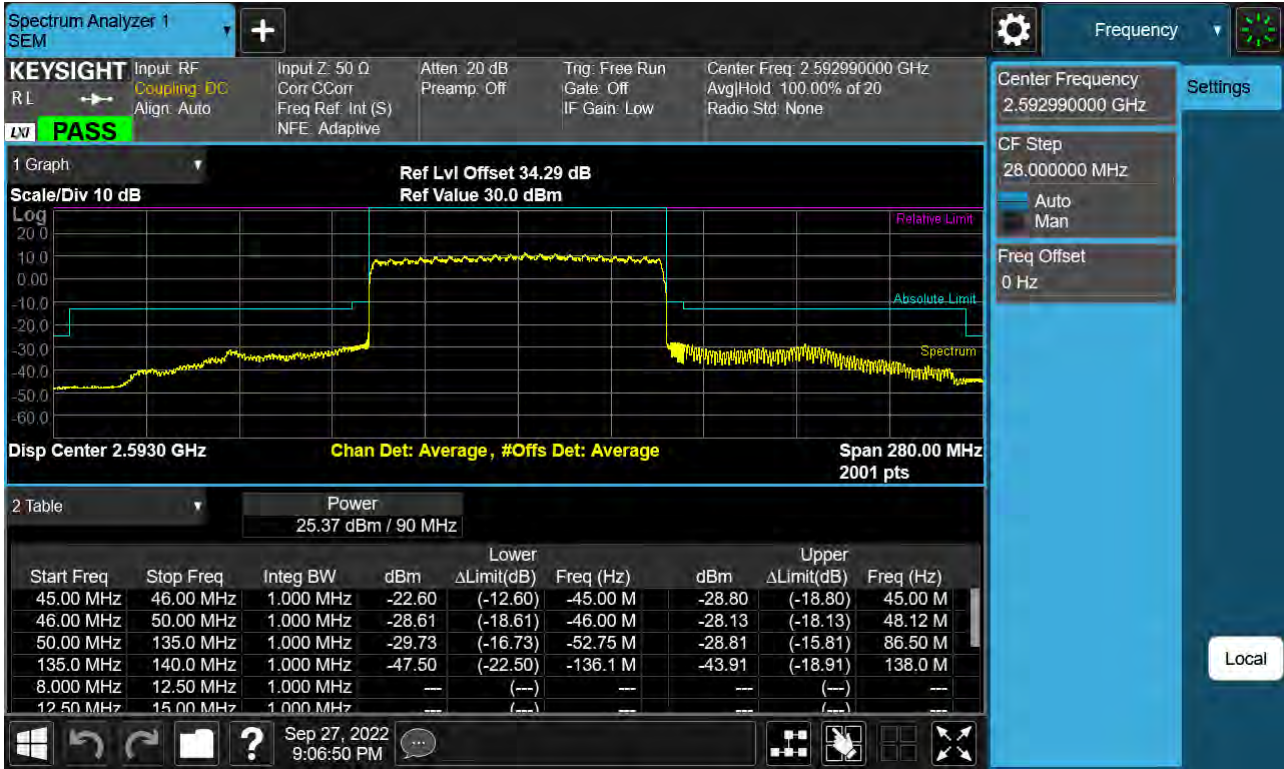 Spectrum Analyzer 1
SEM
Frequency
KEYSIGHT
R L
LXI
PASS
Input: RF
Coupling: DC
Align: Auto
Input Z: 50 Ω
Corr CCorr
Freq Ref: Int (S)
NFE: Adaptive
Atten: 20 dB
Preamp: Off
Trig: Free Run
Gate: Off
IF Gain: Low
Center Freq: 2.592990000 GHz
Avg|Hold: 100.00% of 20
Radio Std: None
Center Frequency
2.592990000 GHz
Settings
CF Step
28.000000 MHz
Auto
Man
Freq Offset
0 Hz
Local
1 Graph
Scale/Div 10 dB
Ref Lvl Offset 34.29 dB
Ref Value 30.0 dBm
Log
20.0
10.0
0.00
-10.0
-20.0
-30.0
-40.0
-50.0
-60.0
Relative Limit
Absolute Limit
Spectrum
Disp Center 2.5930 GHz
Chan Det: Average , #Offs Det: Average
Span 280.00 MHz
2001 pts
2 Table
Power
25.37 dBm / 90 MHz
Lower Upper
Start Freq Stop Freq Integ BW dBm ΔLimit(dB) Freq (Hz) dBm ΔLimit(dB) Freq (Hz)
45.00 MHz 46.00 MHz 1.000 MHz -22.60 (-12.60) -45.00 M -28.80 (-18.80) 45.00 M
46.00 MHz 50.00 MHz 1.000 MHz -28.61 (-18.61) -46.00 M -28.13 (-18.13) 48.12 M
50.00 MHz 135.0 MHz 1.000 MHz -29.73 (-16.73) -52.75 M -28.81 (-15.81) 86.50 M
135.0 MHz 140.0 MHz 1.000 MHz -47.50 (-22.50) -136.1 M -43.91 (-18.91) 138.0 M
8.000 MHz 12.50 MHz 1.000 MHz --- (---) --- --- (---) ---
12.50 MHz 15.00 MHz 1.000 MHz --- (---) --- --- (---) ---
Sep 27, 2022
9:06:50 PM